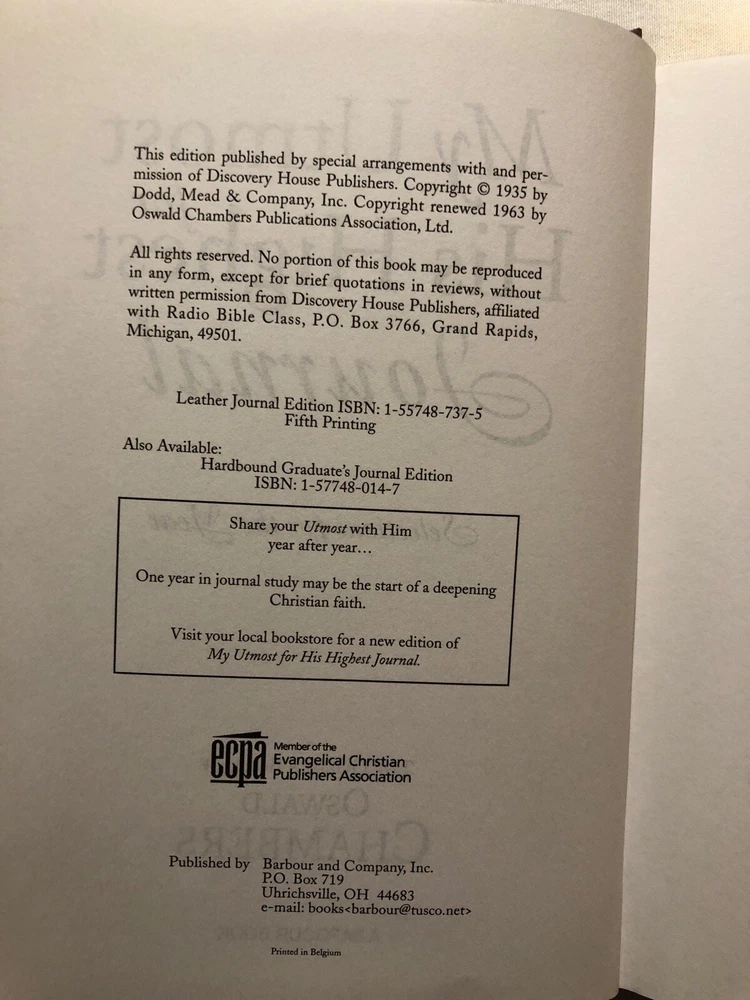 This edition published by special arrangements with and per-
mission of Discovery House Publishers. Copyright © 1935 by
Dodd, Mead & Company, Inc. Copyright renewed 1963 by
Oswald Chambers Publications Association, Ltd.
All rights reserved. No portion of this book may be reproduced
in any form, except for brief quotations in reviews, without
written permission from Discovery House Publishers, affiliated
with Radio Bible Class, P.O. Box 3766, Grand Rapids,
Michigan, 49501.
Leather Journal Edition ISBN: 1-55748-737-5
Fifth Printing
Also Available:
Hardbound Graduate's Journal Edition
ISBN: 1-57748-014-7
Share your Utmost with Him
year after year...
One year in journal study may be the start of a deepening
Christian faith.
Visit your local bookstore for a new edition of
My Utmost for His Highest Journal.
ecpa
Member of the
Evangelical Christian
Publishers Association
Published by Barbour and Company, Inc.
P.O. Box 719
Uhrichsville, OH 44683
e-mail: books<barbour@tusco.net>
Printed in Belgium